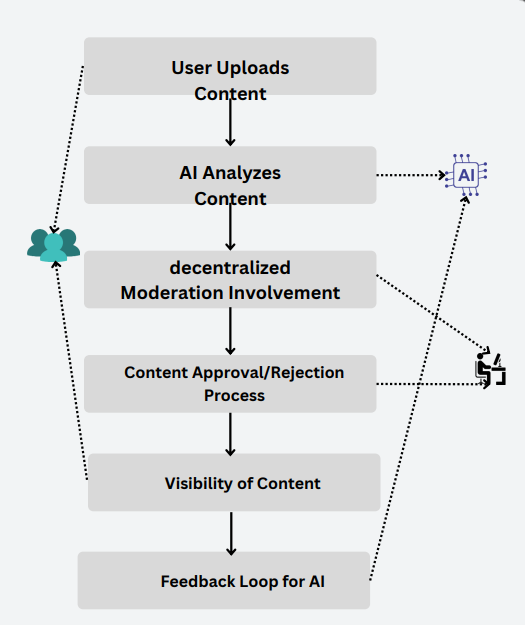 User Uploads
Content
AI Analyzes
Content
AI
decentralized
Moderation Involvement
Content Approval/Rejection
Process
Visibility of Content
Feedback Loop for AI